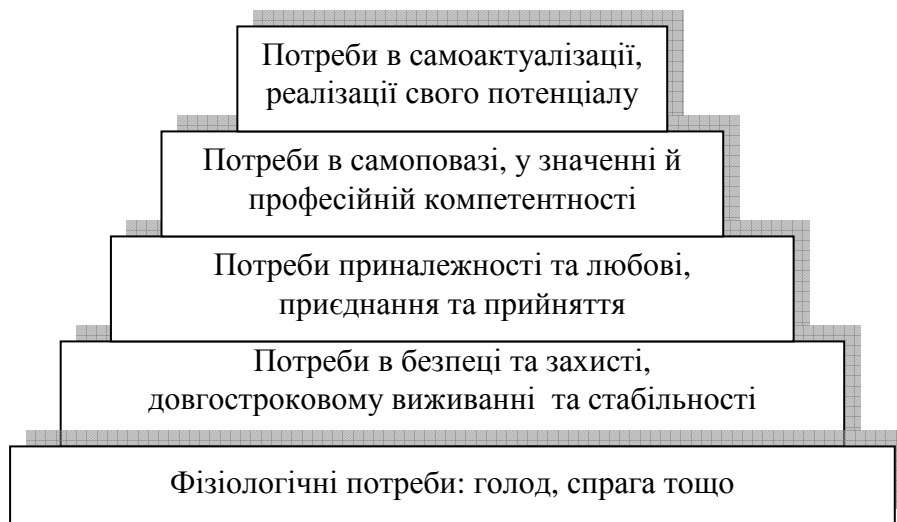 Потреби в самоактуалізації,
реалізації свого потенціалу
Потреби в самоповазі, у значенні й
професійній компетентності
Потреби приналежності та любові,
приєднання та прийняття
Потреби в безпеці та захисті,
довгостроковому виживанні та стабільності
Фізіологічні потреби: голод, спрага тощо